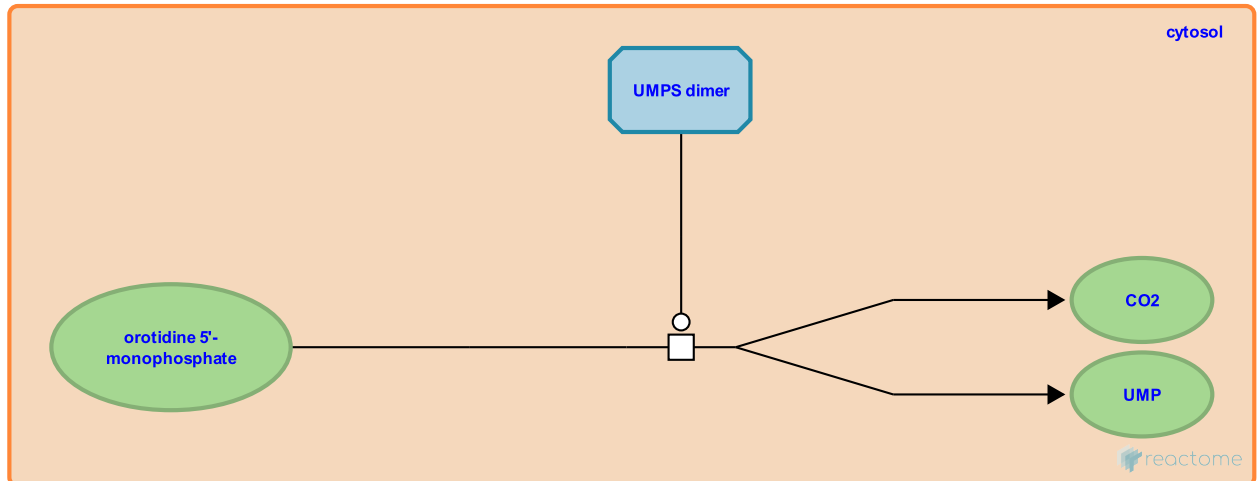 cytosol
UMPS dimer
orotidine 5'-
monophosphate
CO2
UMP
reactome